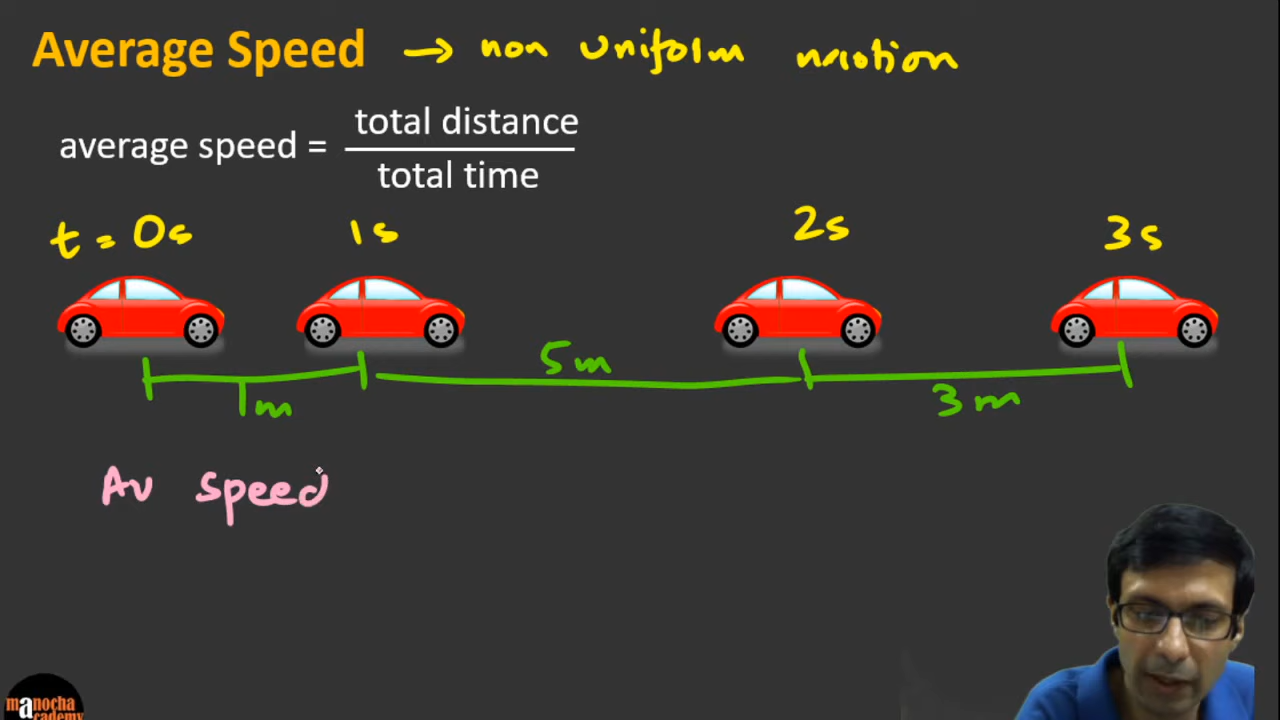 Average Speed → non uniform motion
average speed = total distance
total time
t = 0s 1s 2s 3s
1m 5m 3m
Av speed
manocha
academy